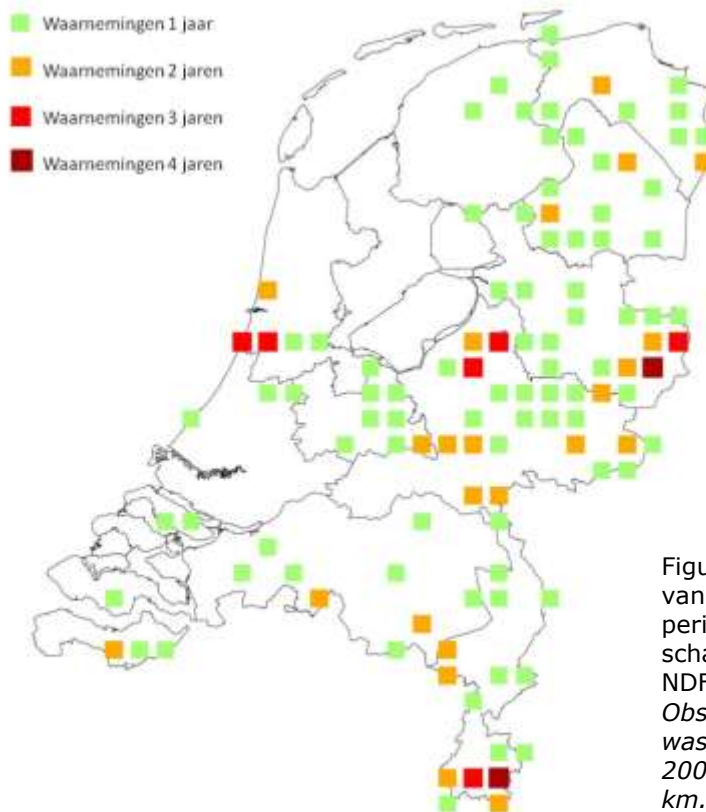 Waarnemingen 1 jaar
Waarnemingen 2 jaren
Waarnemingen 3 jaren
Waarnemingen 4 jaren
Figu
van
peri
scha
NDF
Obs
was
200
km.